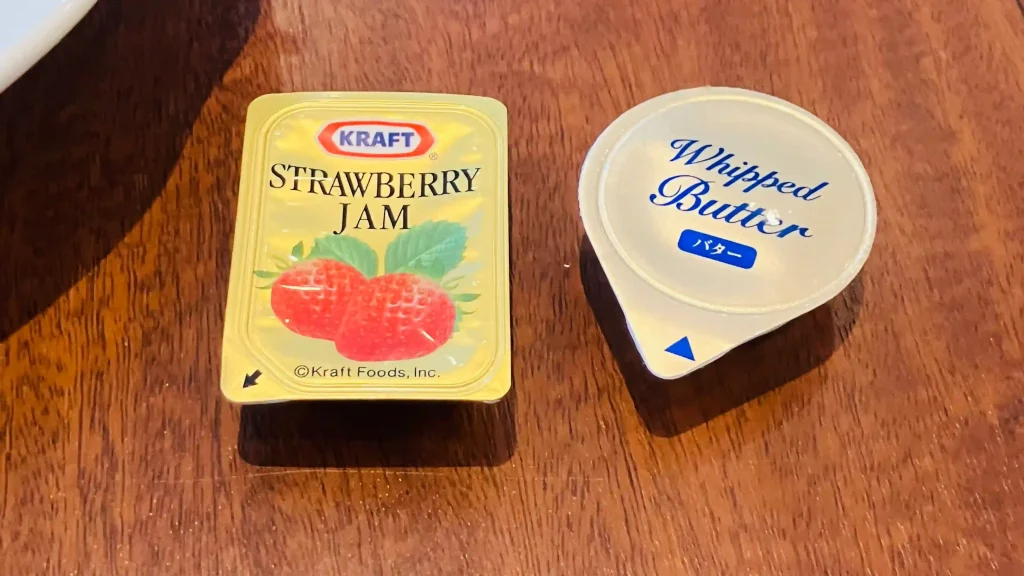 KRAFT
®
STRAWBERRY
JAM
©Kraft Foods, Inc.
Whipped
Butter
バター